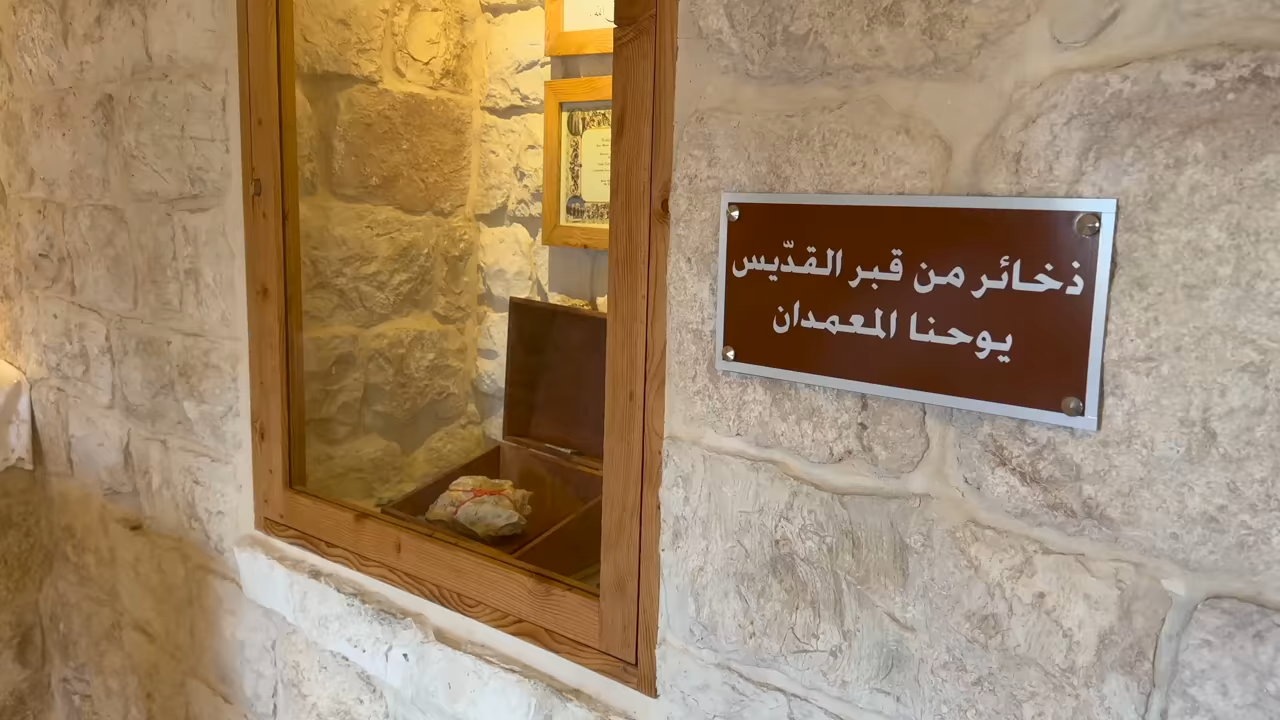 ذخائر من قبر القدّيس
يوحنا المعمدان